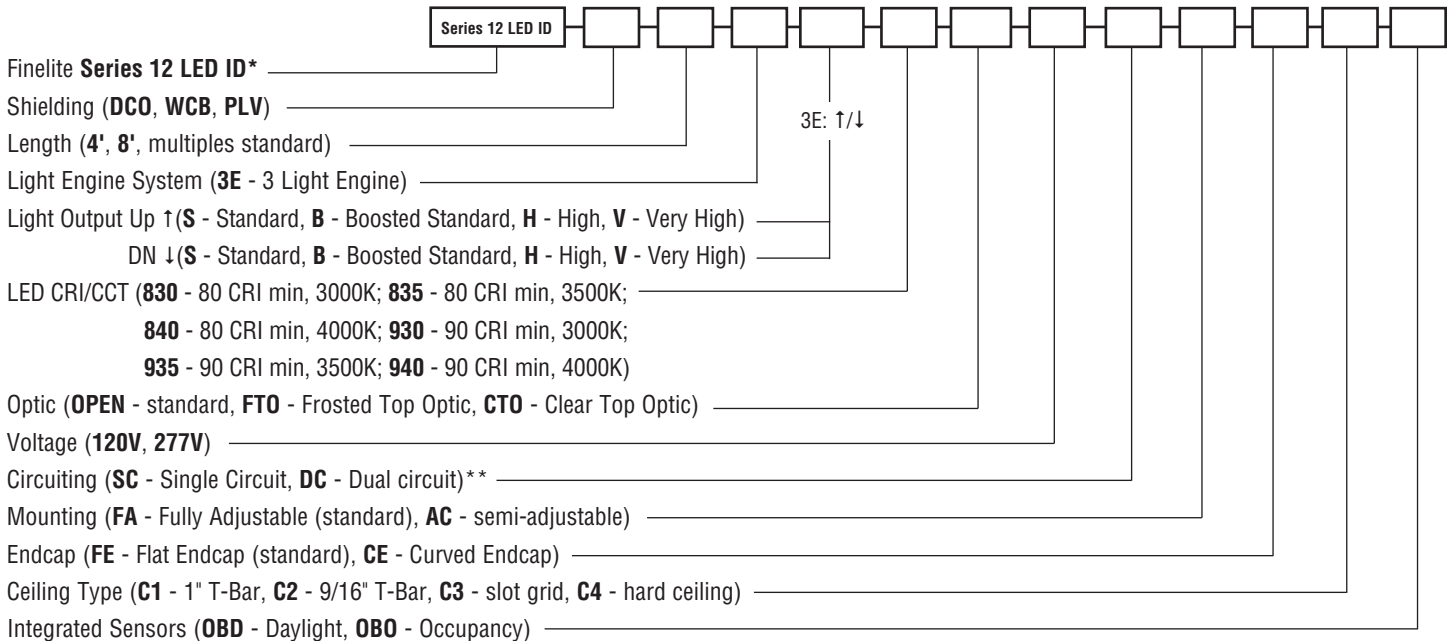 Series 12 LED ID
Finelite Series 12 LED ID*
Shielding (DCO, WCB, PLV)
3E: ↑/↓
Length (4', 8', multiples standard)
Light Engine System (3E - 3 Light Engine)
Light Output Up ↑(S - Standard, B - Boosted Standard, H - High, V - Very High)
DN ↓(S - Standard, B - Boosted Standard, H - High, V - Very High)
LED CRI/CCT (830 - 80 CRI min, 3000K; 835 - 80 CRI min, 3500K;
840 - 80 CRI min, 4000K; 930 - 90 CRI min, 3000K;
935 - 90 CRI min, 3500K; 940 - 90 CRI min, 4000K)
Optic (OPEN - standard, FTO - Frosted Top Optic, CTO - Clear Top Optic)
Voltage (120V, 277V)
Circuiting (SC - Single Circuit, DC - Dual circuit)**
Mounting (FA - Fully Adjustable (standard), AC - semi-adjustable)
Endcap (FE - Flat Endcap (standard), CE - Curved Endcap)
Ceiling Type (C1 - 1" T-Bar, C2 - 9/16" T-Bar, C3 - slot grid, C4 - hard ceiling)
Integrated Sensors (OBD - Daylight, OBO - Occupancy)